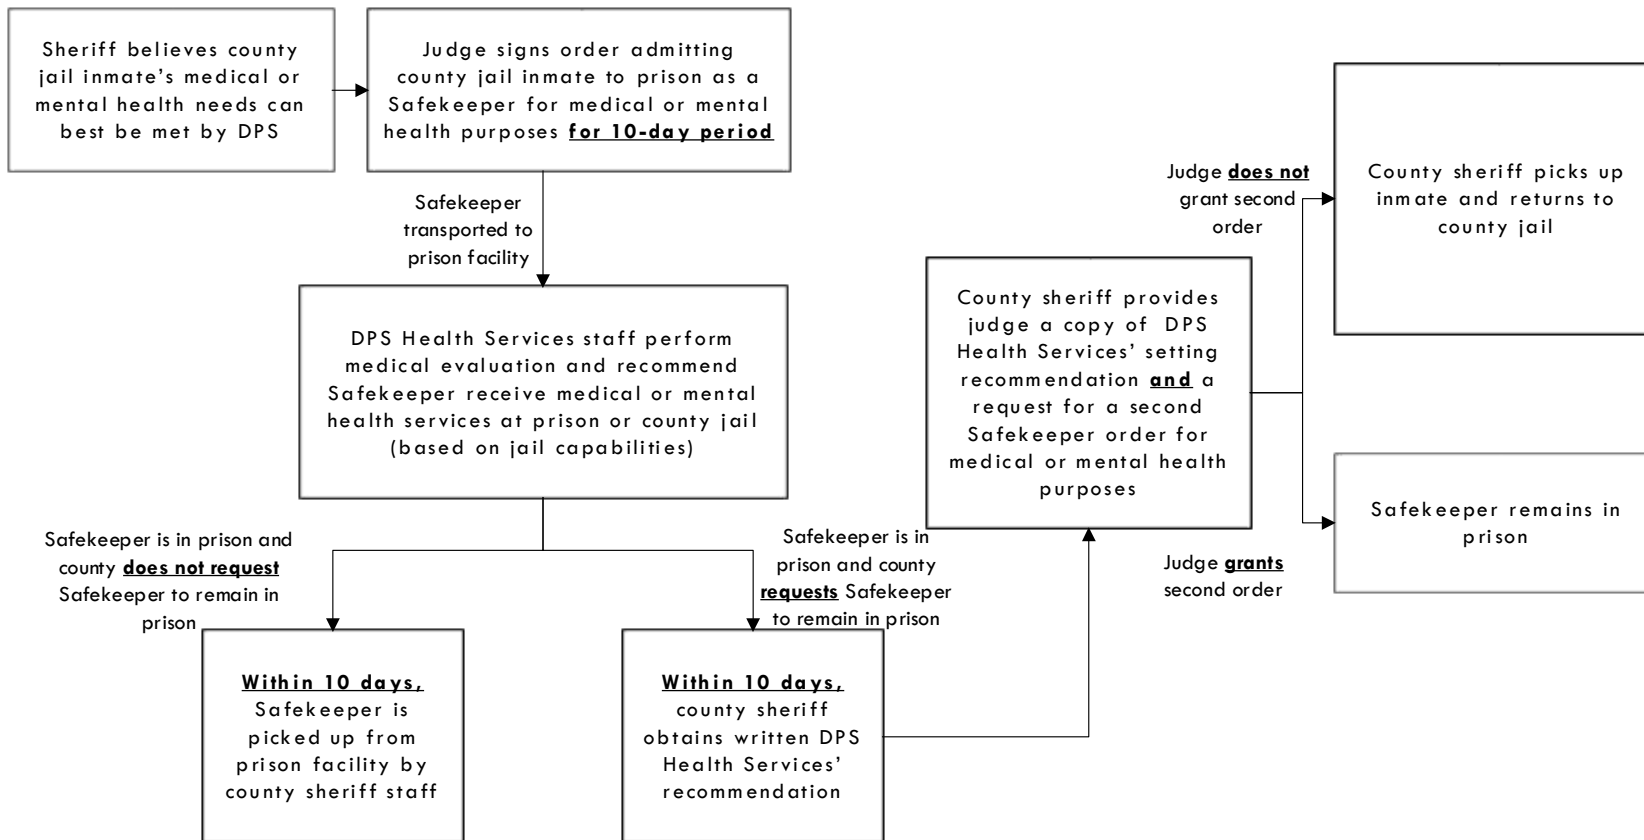 Sheriff believes county
jail inmate's medical or
mental health needs can
best be met by DPS
Judge signs order admitting
county jail inmate to prison as a
Safekeeper for medical or mental
health purposes for 10-day period
Safekeeper
transported to
prison facility
DPS Health Services staff perform
medical evaluation and recommend
Safekeeper receive medical or mental
health services at prison or county jail
(based on jail capabilities)
Safekeeper is in prison and
county does not request
Safekeeper to remain in
prison
Within 10 days,
Safekeeper is
picked up from
prison facility by
county sheriff staff
Safekeeper is in
prison and county
requests Safekeeper
to remain in prison
Within 10 days,
county sheriff
obtains written DPS
Health Services'
recommendation
County sheriff provides
judge a copy of DPS
Health Services' setting
recommendation and a
request for a second
Safekeeper order for
medical or mental health
purposes
Judge does not
grant second
order
County sheriff picks up
inmate and returns to
county jail
Judge grants
second order
Safekeeper remains in
prison